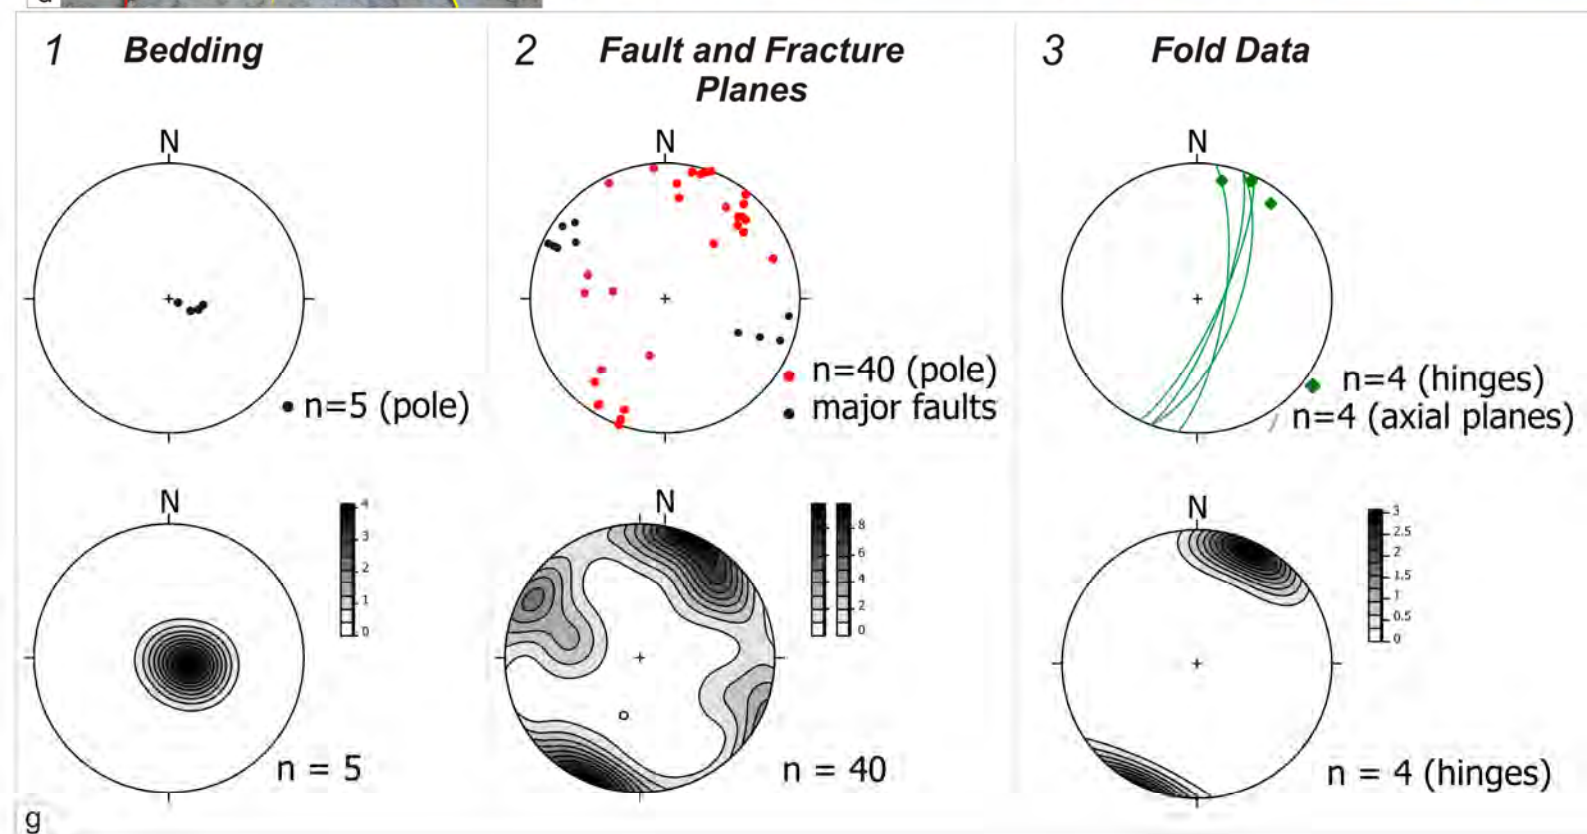 1 Bedding
2 Fault and Fracture
Planes
3 Fold Data
N
N
N
n=5 (pole)
n=40 (pole)
major faults
n=4 (hinges)
n=4 (axial planes)
N
4
3
2
1
0
n = 5
N
8
6
4
2
0
n = 40
N
3
2.5
2
1.5
1
0.5
0
n = 4 (hinges)
g